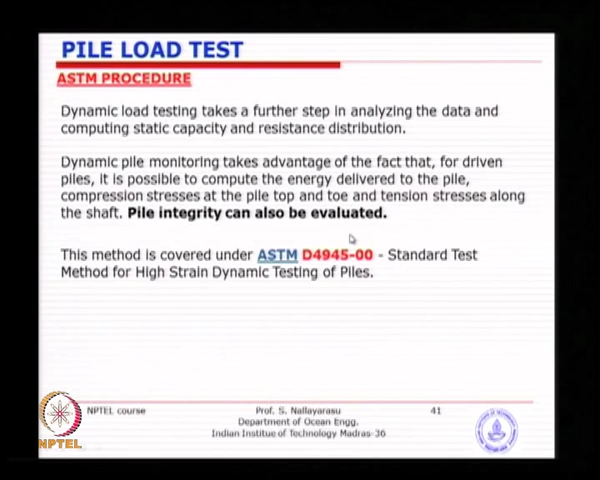 PILE LOAD TEST
ASTM PROCEDURE
Dynamic load testing takes a further step in analyzing the data and
computing static capacity and resistance distribution.
Dynamic pile monitoring takes advantage of the fact that, for driven
piles, it is possible to compute the energy delivered to the pile,
compression stresses at the pile top and toe and tension stresses along
the shaft. Pile integrity can also be evaluated.
This method is covered under ASTM D4945-00 - Standard Test
Method for High Strain Dynamic Testing of Piles.
NPTEL course
Prof. S. Nallayarasu
Department of Ocean Engg.
Indian Institue of Technology Madras-36
41
NPTEL